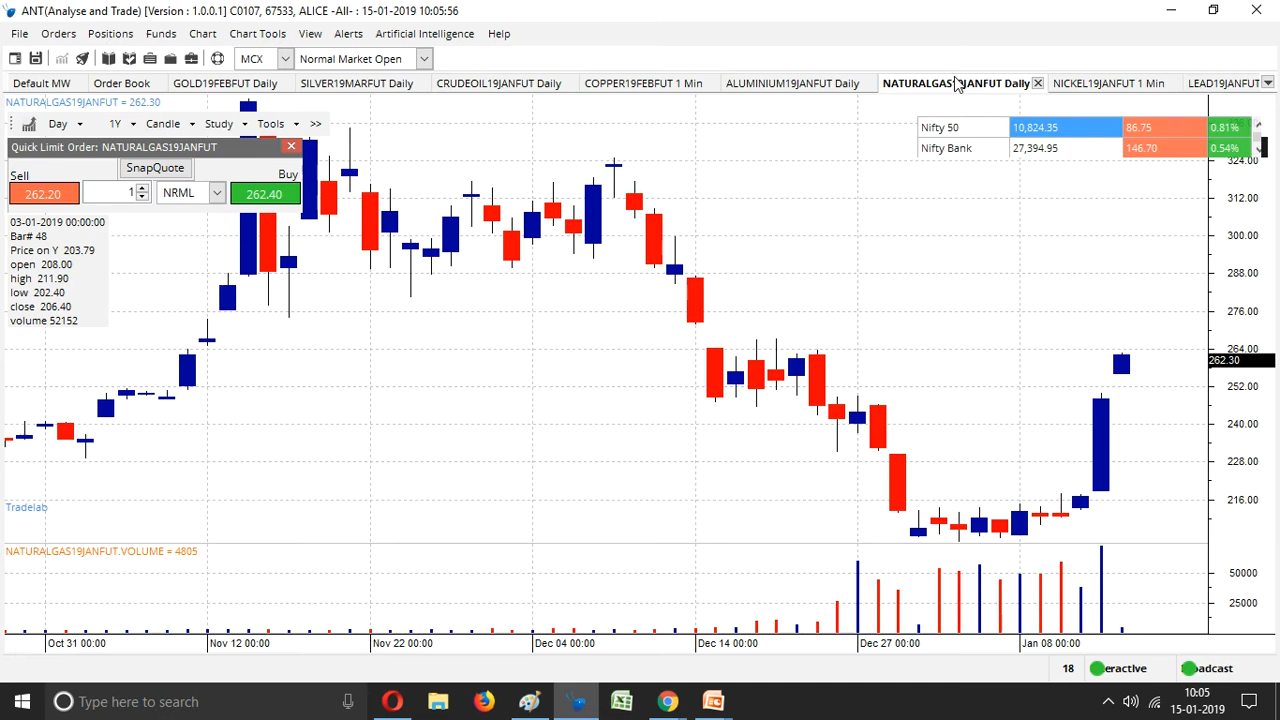 ANT(Analyse and Trade) [Version : 1.0.0.1] C0107, 67533, ALICE -All- : 15-01-2019 10:05:56
File Orders Positions Funds Chart Chart Tools View Alerts Artificial Intelligence Help
MCX Normal Market Open
Default MW Order Book GOLD19FEBFUT Daily SILVER19MARFUT Daily CRUDEOIL19JANFUT Daily COPPER19FEBFUT 1 Min ALUMINIUM19JANFUT Daily NATURALGAS19JANFUT Daily NICKEL19JANFUT 1 Min LEAD19JANFUT
NATURALGAS19JANFUT = 262.30
Day 1Y Candle Study Tools >>
Nifty 50 10,824.35 86.75 0.81%
Nifty Bank 27,394.95 146.70 0.54%
Quick Limit Order: NATURALGAS19JANFUT
SnapQuote
Sell Buy
262.20 1 NRML 262.40
03-01-2019 00:00:00
Bar# 48
Price on Y 203.79
open 208.00
high 211.90
low 202.40
close 206.40
volume 52152
324.00
312.00
300.00
288.00
276.00
264.00
262.30
252.00
240.00
228.00
216.00
Tradelab
NATURALGAS19JANFUT.VOLUME = 4805
50000
25000
Oct 31 00:00 Nov 12 00:00 Nov 22 00:00 Dec 04 00:00 Dec 14 00:00 Dec 27 00:00 Jan 08 00:00
18 eractive oadcast
Type here to search
10:05
15-01-2019